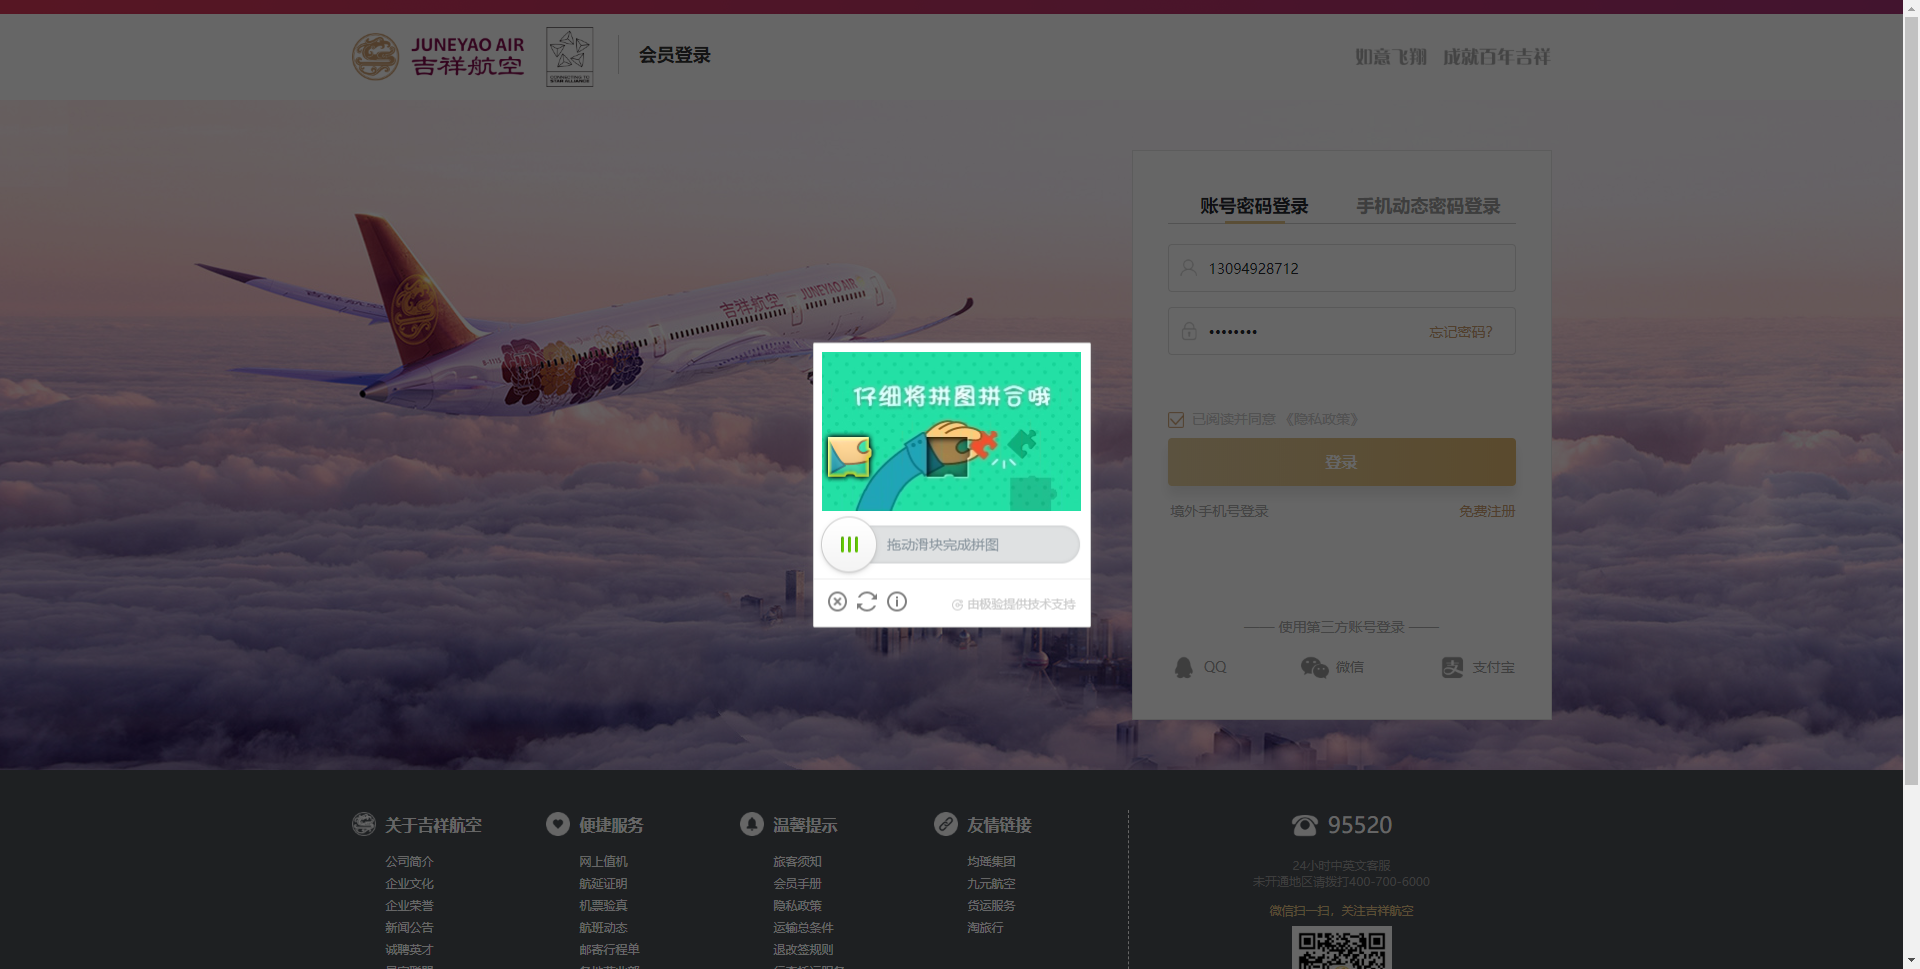 JUNEYAO AIR
吉祥航空
CONNECTING TO
STAR ALLIANCE
会员登录
如意飞翔 成就百年吉祥
吉祥航空 JUNEYAO AIR
账号密码登录
手机动态密码登录
13094928712
忘记密码?
已阅读并同意 《隐私政策》
登录
境外手机号登录
免费注册
使用第三方账号登录
QQ
微信
支付宝
仔细将拼图拼合哦
拖动滑块完成拼图
由极验提供技术支持
关于吉祥航空
公司简介
企业文化
企业荣誉
新闻公告
诚聘英才
便捷服务
网上值机
航延证明
机票验真
航班动态
邮寄行程单
温馨提示
旅客须知
会员手册
隐私政策
运输总条件
退改签规则
友情链接
均瑶集团
九元航空
货运服务
淘旅行
95520
24小时中英文客服
未开通地区请拨打400-700-6000
微信扫一扫，关注吉祥航空